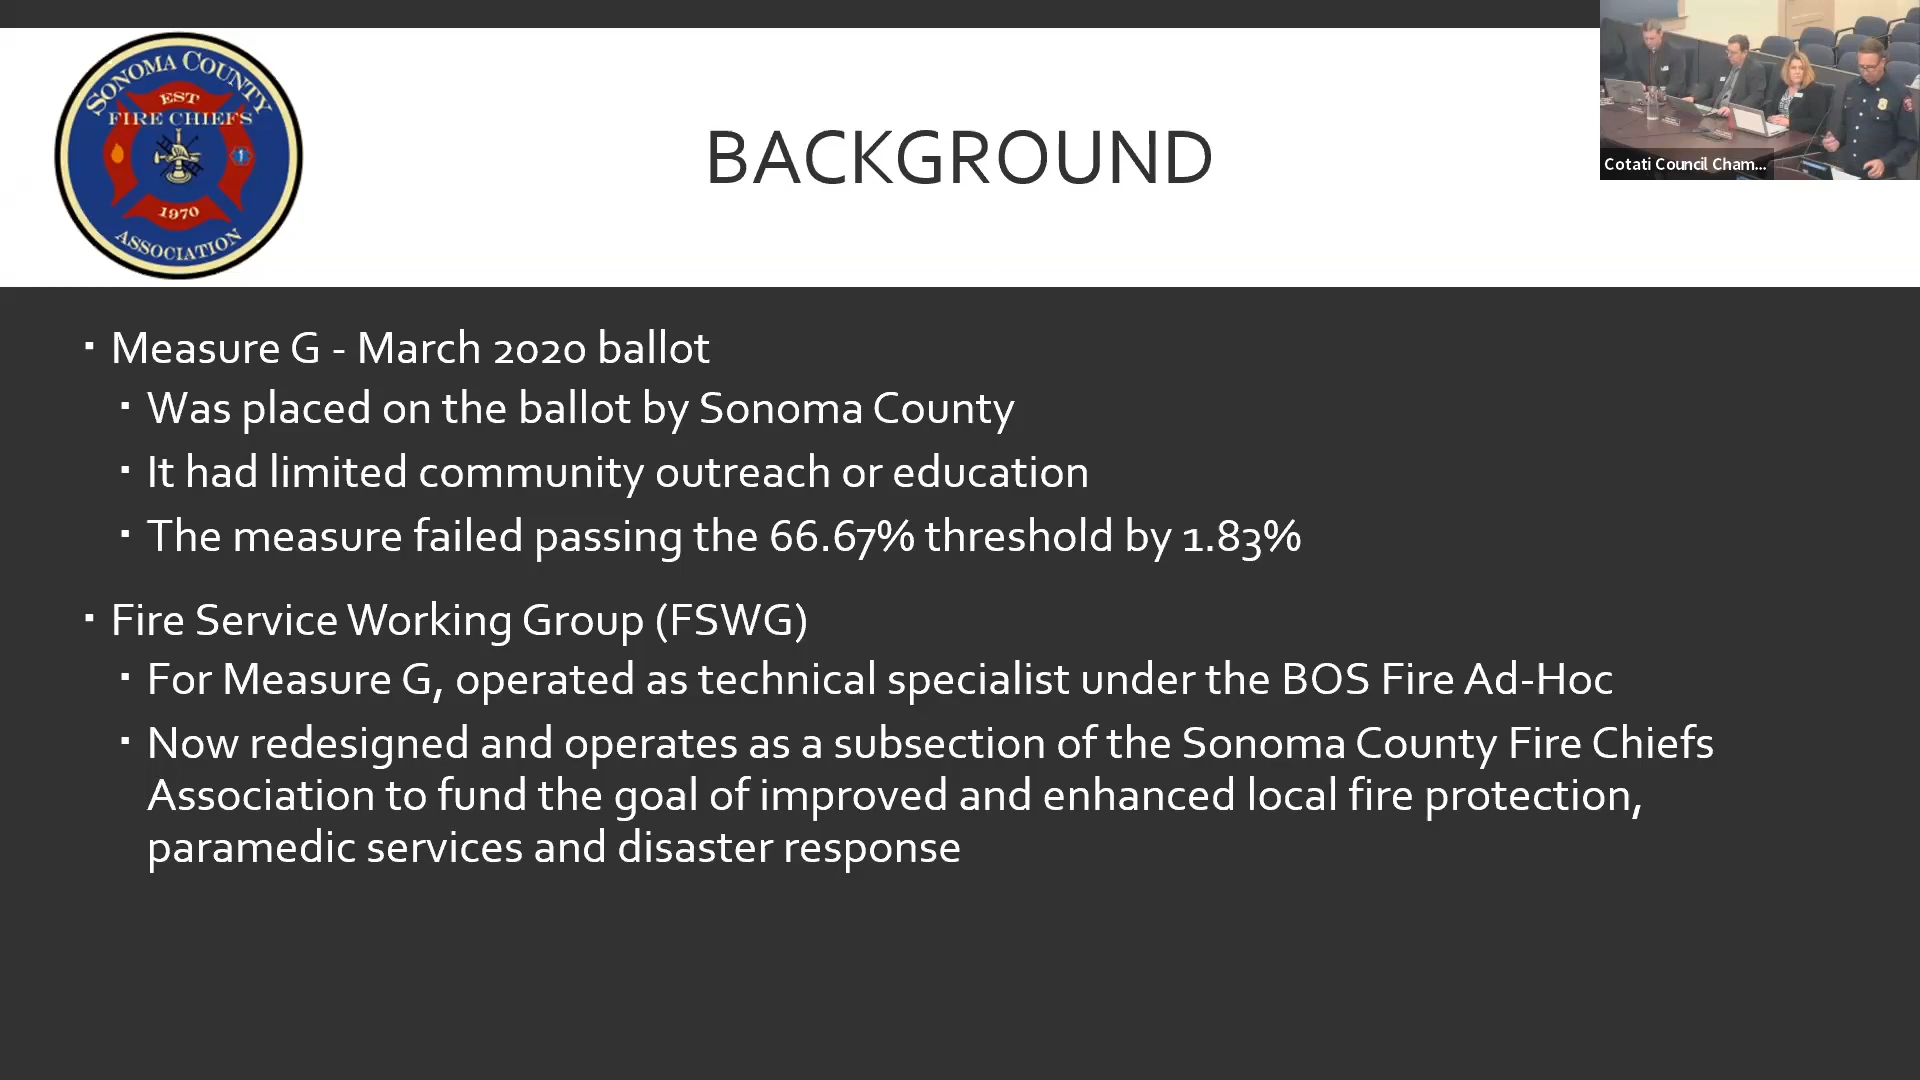 SONOMA COUNTY
EST
FIRE CHIEFS
1970
ASSOCIATION
BACKGROUND
Cotati Council Cham...
▪ Measure G - March 2020 ballot
▪ Was placed on the ballot by Sonoma County
▪ It had limited community outreach or education
▪ The measure failed passing the 66.67% threshold by 1.83%
▪ Fire Service Working Group (FSWG)
▪ For Measure G, operated as technical specialist under the BOS Fire Ad-Hoc
▪ Now redesigned and operates as a subsection of the Sonoma County Fire Chiefs
Association to fund the goal of improved and enhanced local fire protection,
paramedic services and disaster response